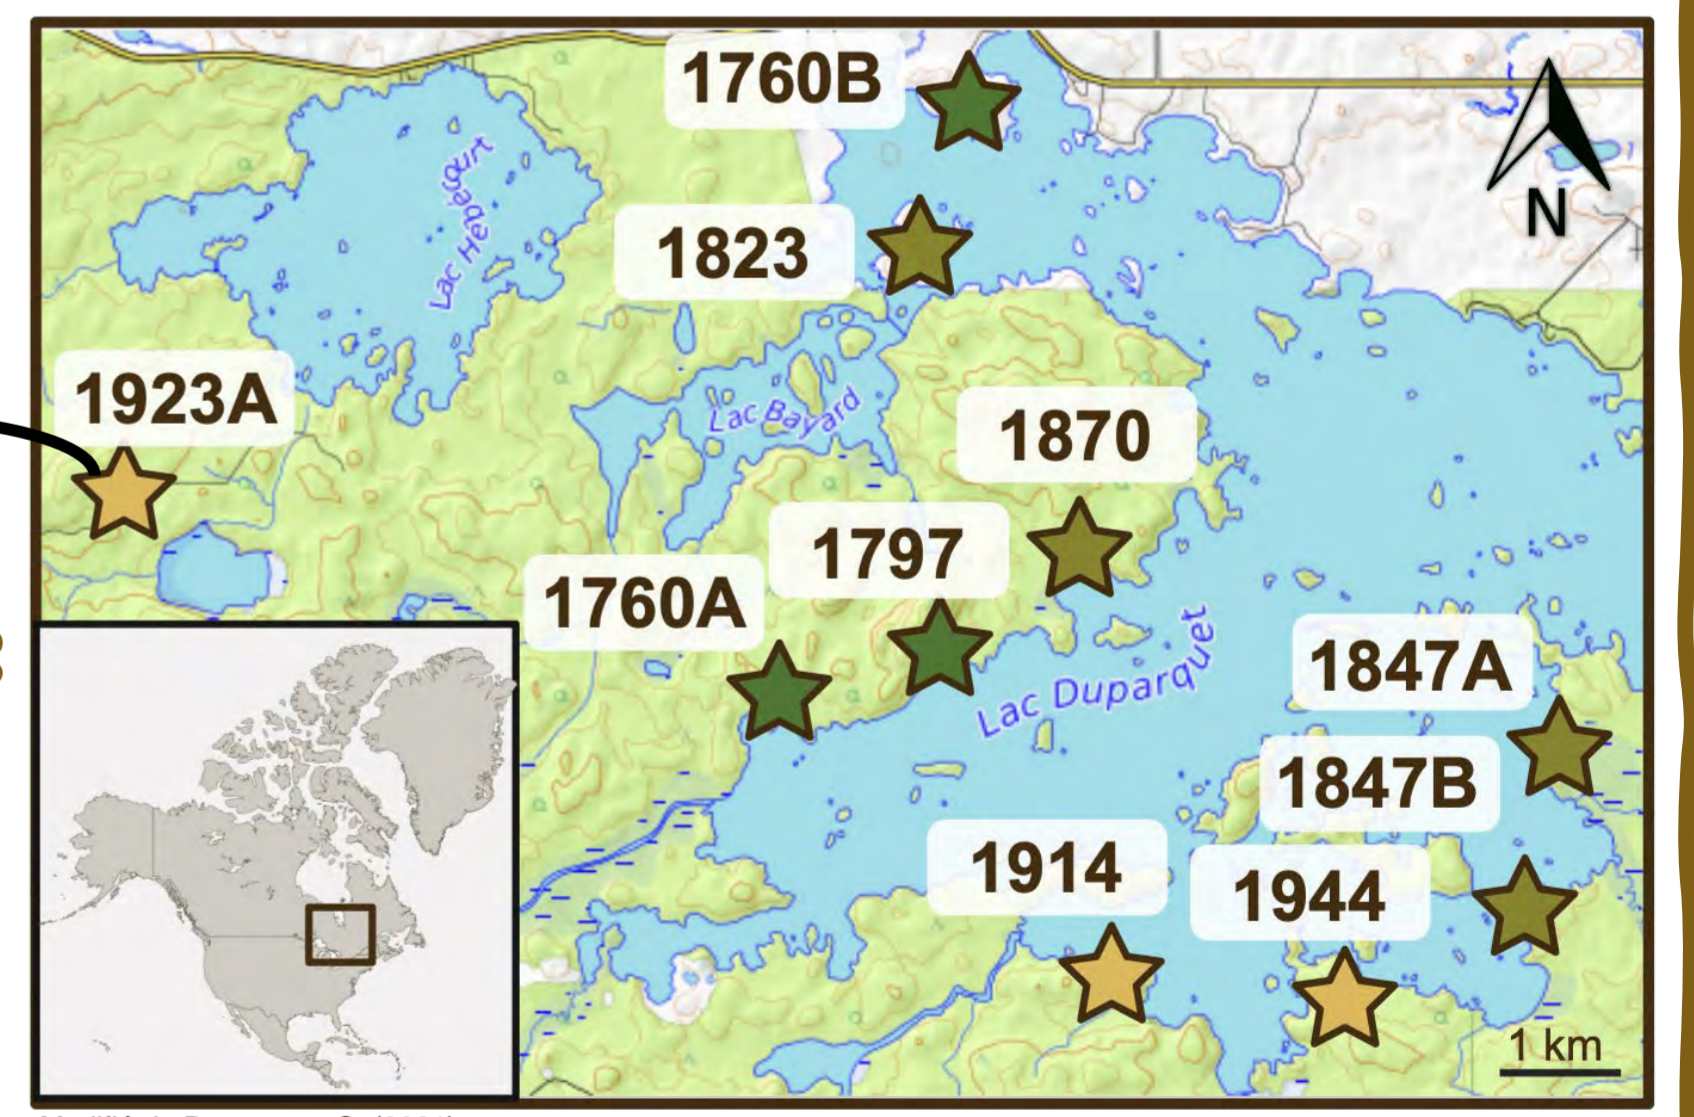 1760B
Lac Hébécourt
1823
N
1923A
Lac Bayard
1870
1797
1760A
Lac Duparquet
1847A
1847B
1914
1944
1 km